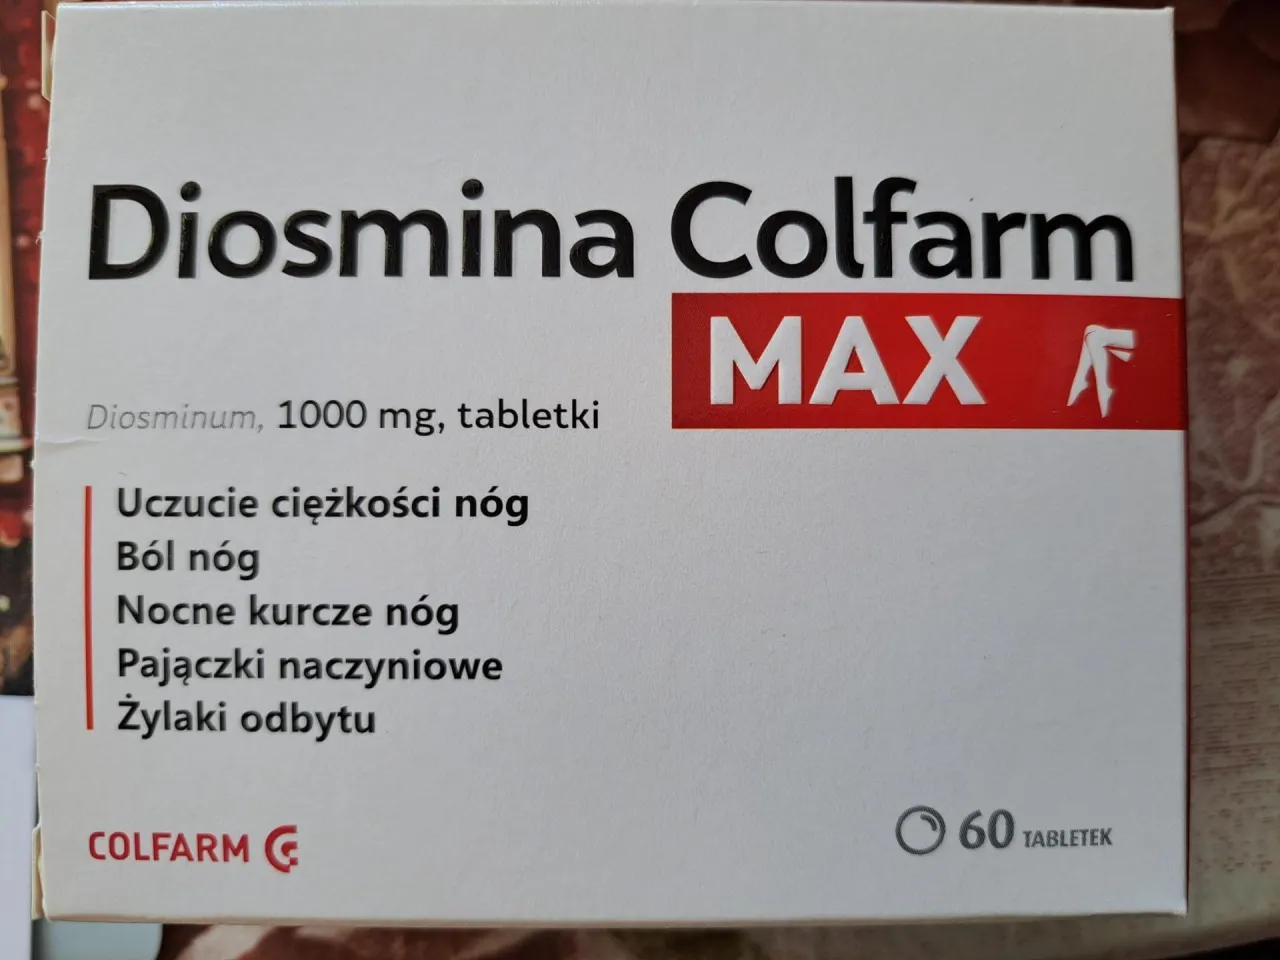 Diosmina Colfarm
MAX
Diosminum, 1000 mg, tabletki
Uczucie ciężkości nóg
Ból nóg
Nocne kurcze nóg
Pajączki naczyniowe
Żylaki odbytu
COLFARM
60 TABLETEK